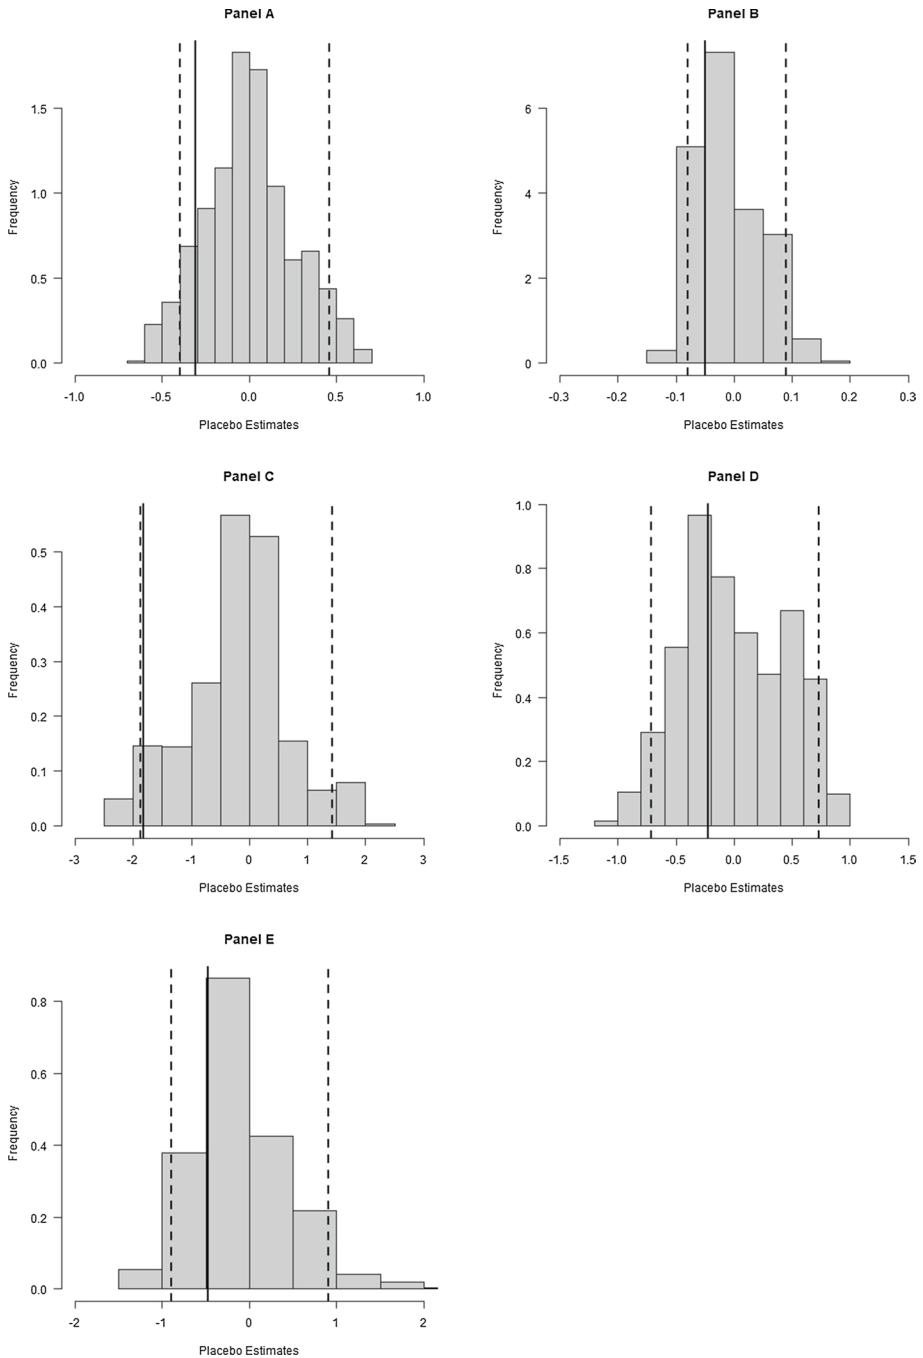 Panel A
Frequency
1.5
1.0
0.5
0.0
-1.0 -0.5 0.0 0.5 1.0
Placebo Estimates
Panel B
Frequency
6
4
2
0
-0.3 -0.2 -0.1 0.0 0.1 0.2 0.3
Placebo Estimates
Panel C
Frequency
0.5
0.4
0.3
0.2
0.1
0.0
-3 -2 -1 0 1 2 3
Placebo Estimates
Panel D
Frequency
1.0
0.8
0.6
0.4
0.2
0.0
-1.5 -1.0 -0.5 0.0 0.5 1.0 1.5
Placebo Estimates
Panel E
Frequency
0.8
0.6
0.4
0.2
0.0
-2 -1 0 1 2
Placebo Estimates